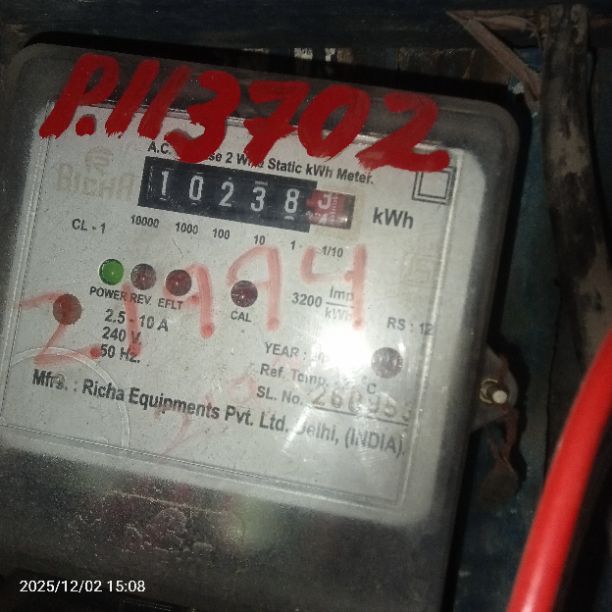 P.113702
A.C. 2 Static kWh Meter.
10238 kWh
CL - 1 10000 1000 100 10 1 1/10
POWER REV. EFLT CAL 3200 Imp/kWh
2.5 - 10 A RS : 12
240 V
50 Hz. YEAR :
Ref. Temp. °C
SL. No.
Mfrs. : Richa Equipments Pvt. Ltd. Delhi, (INDIA).
2025/12/02 15:08